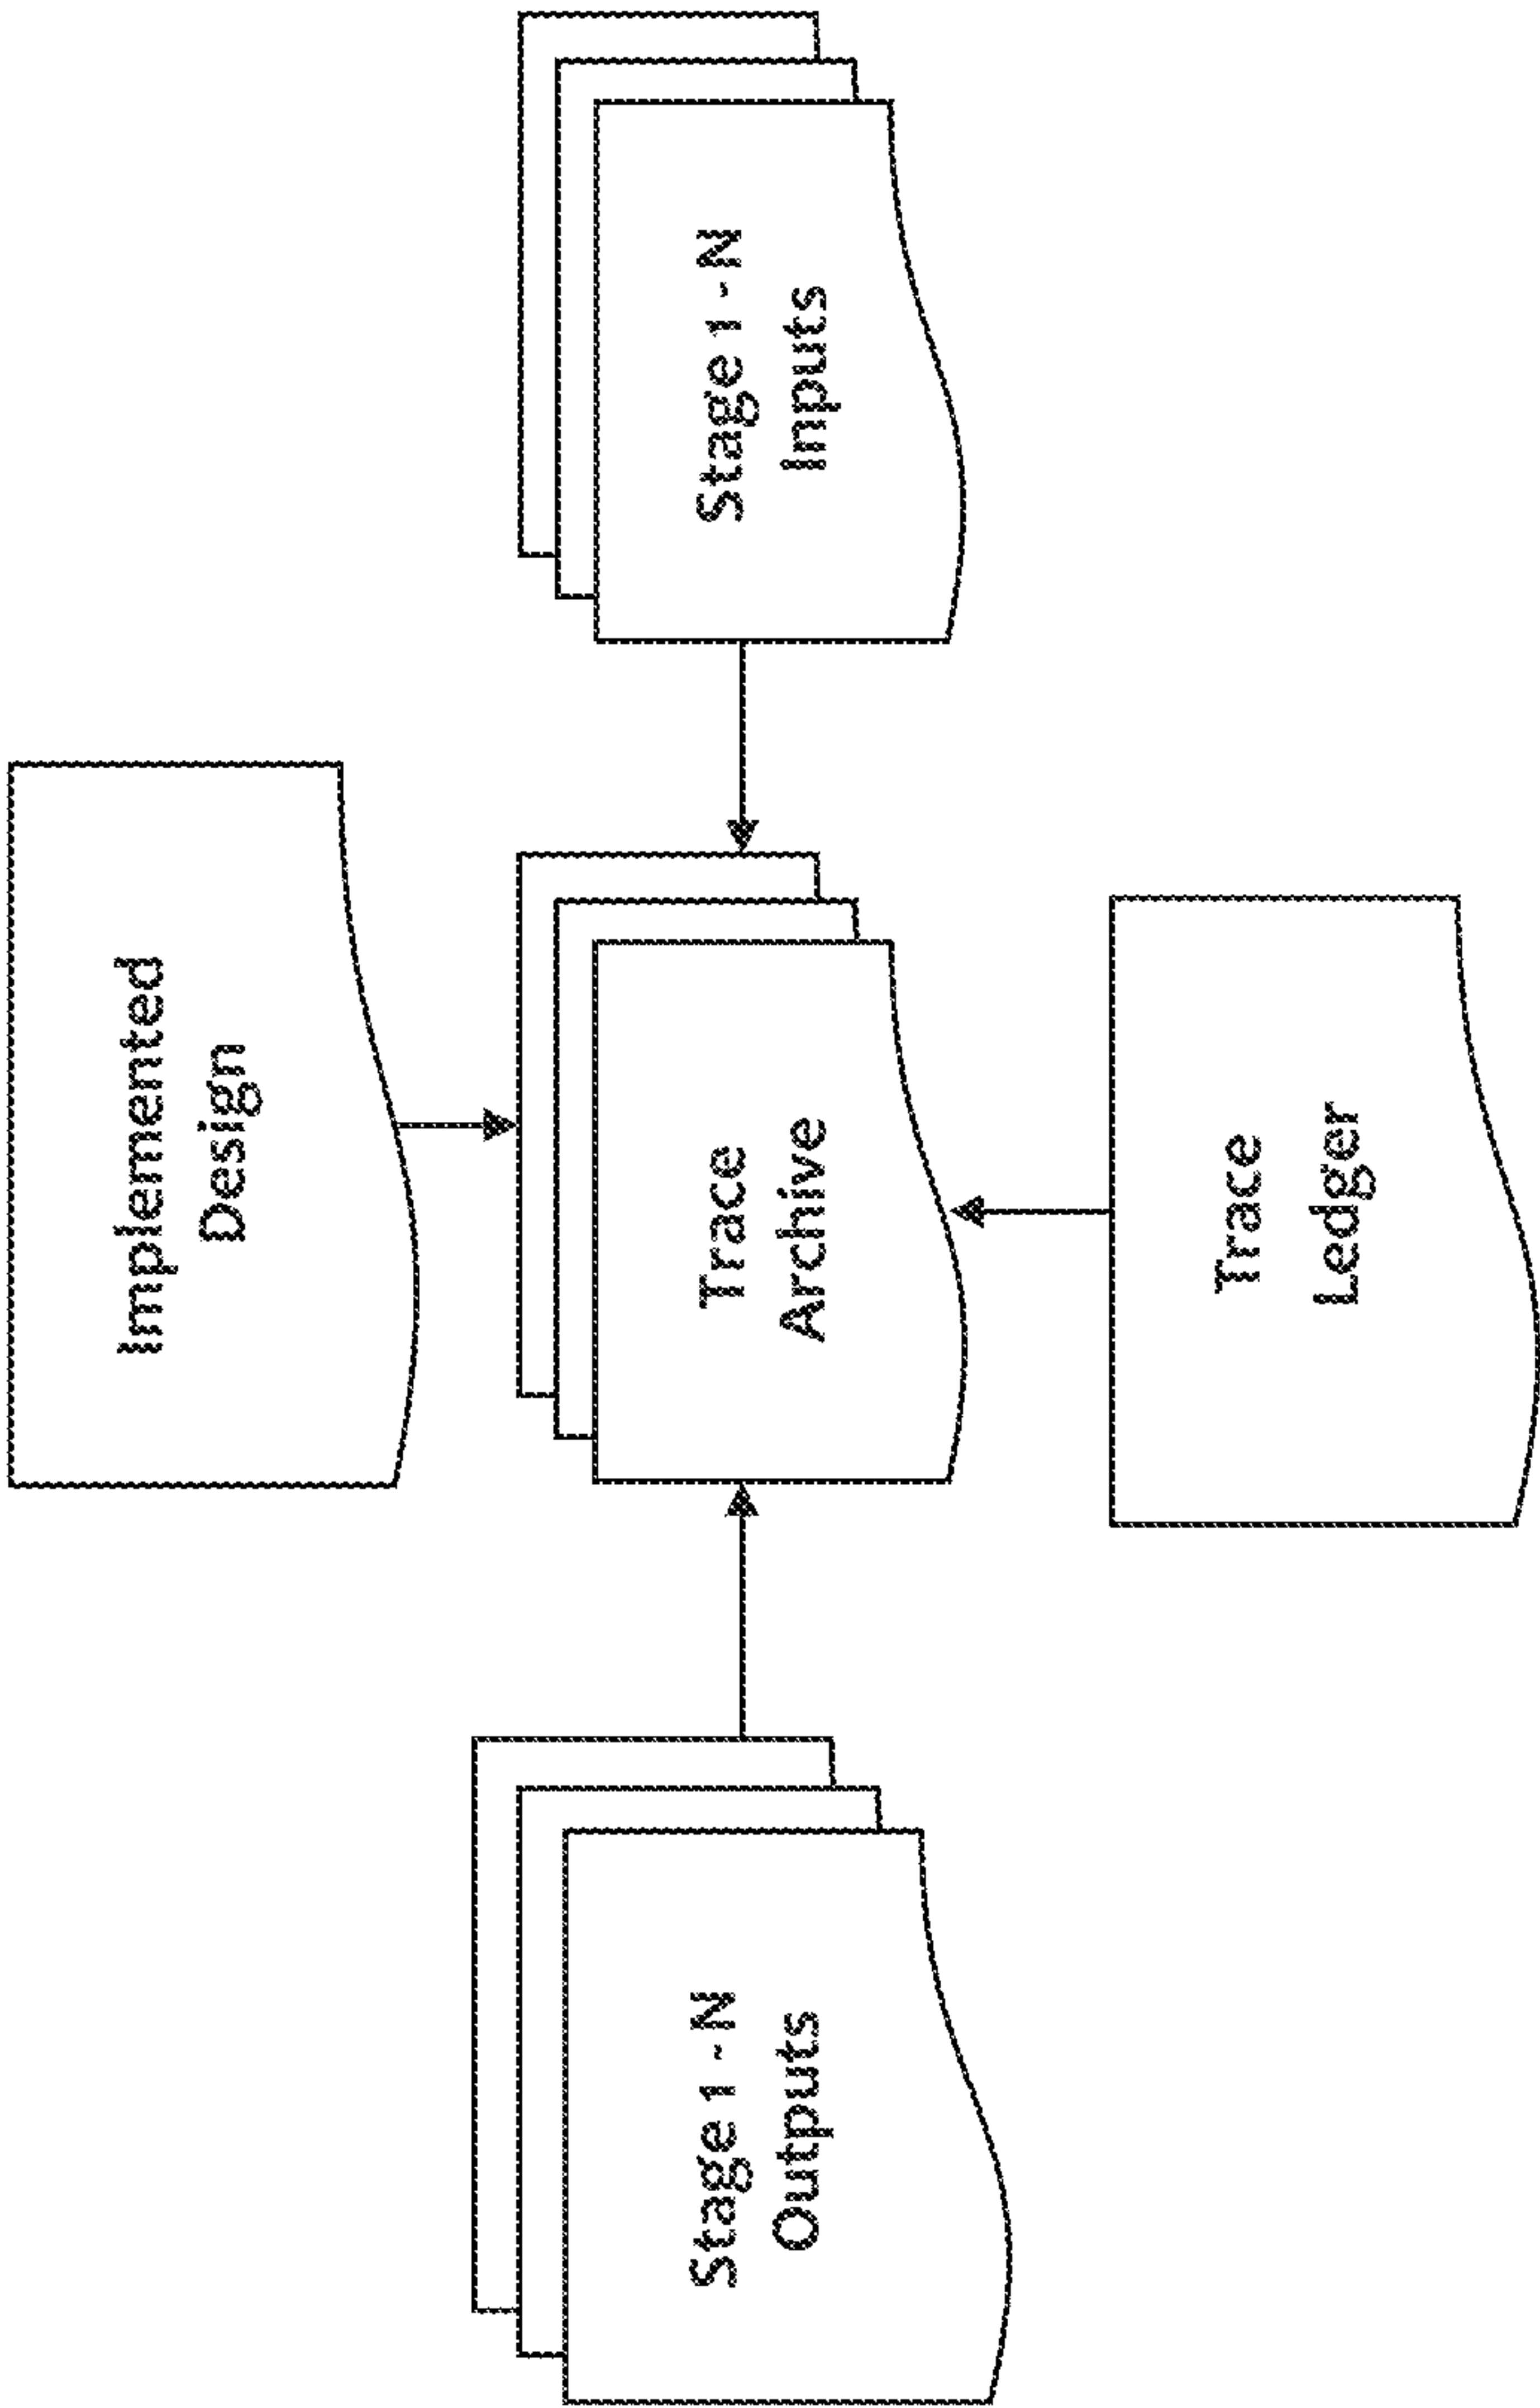 Implemented
Design
Stage 1 - N
Outputs
Trace
Archive
Stage 1 - N
Inputs
Trace
Ledger